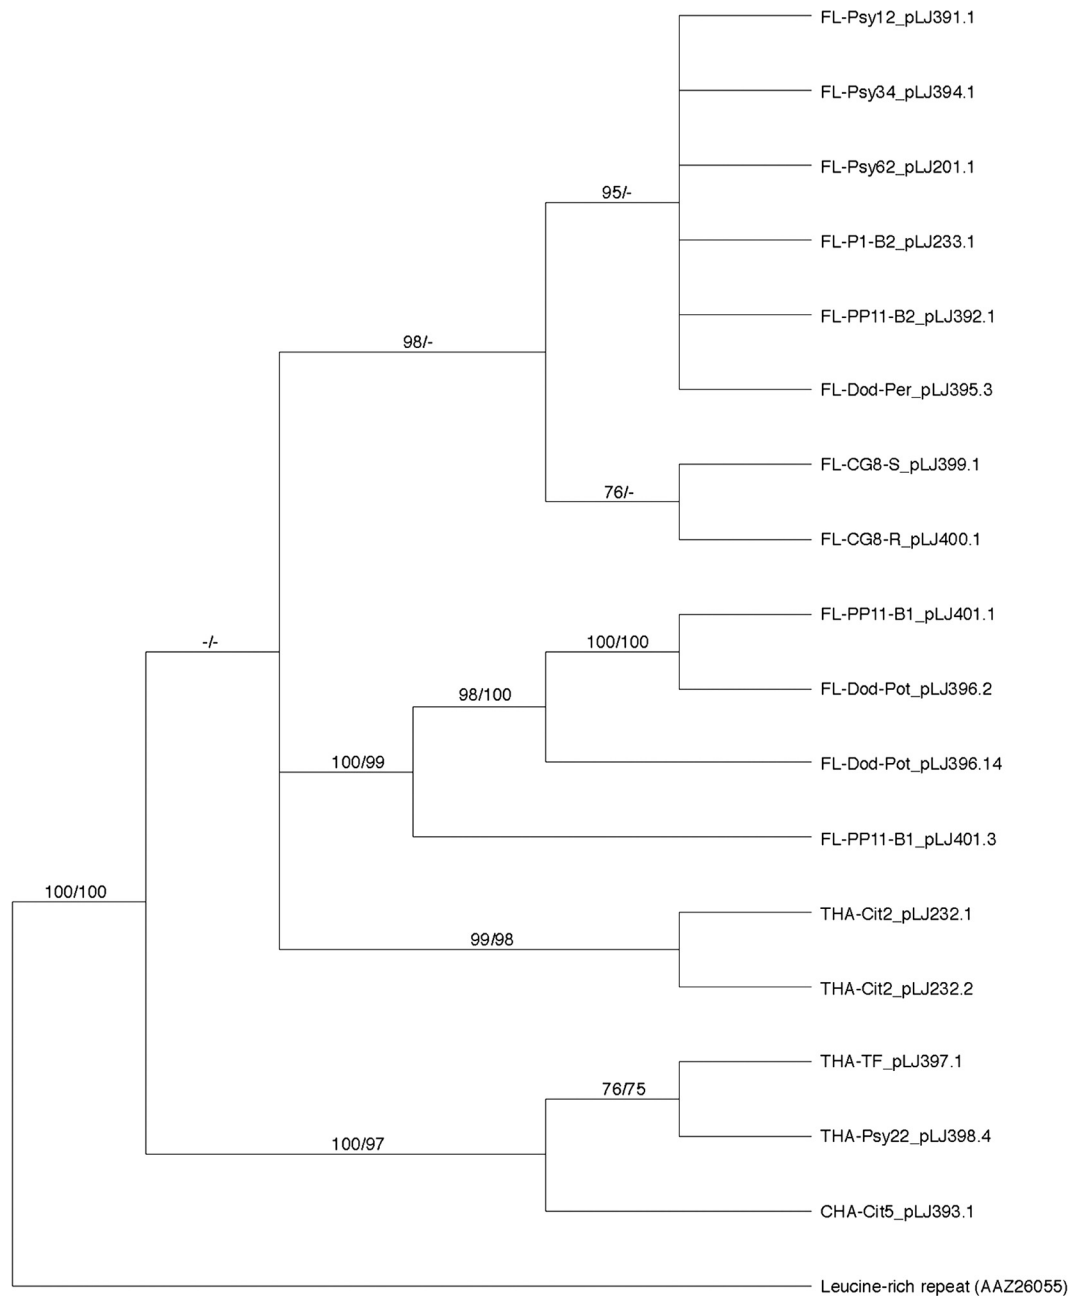 FL-Psy12_pLJ391.1
FL-Psy34_pLJ394.1
FL-Psy62_pLJ201.1
95/-
FL-P1-B2_pLJ233.1
FL-PP11-B2_pLJ392.1
98/-
FL-Dod-Per_pLJ395.3
FL-CG8-S_pLJ399.1
76/-
FL-CG8-R_pLJ400.1
FL-PP11-B1_pLJ401.1
-/-
100/100
FL-Dod-Pot_pLJ396.2
98/100
FL-Dod-Pot_pLJ396.14
100/99
FL-PP11-B1_pLJ401.3
100/100
THA-Cit2_pLJ232.1
99/98
THA-Cit2_pLJ232.2
THA-TF_pLJ397.1
76/75
THA-Psy22_pLJ398.4
100/97
CHA-Cit5_pLJ393.1
Leucine-rich repeat (AAZ26055)